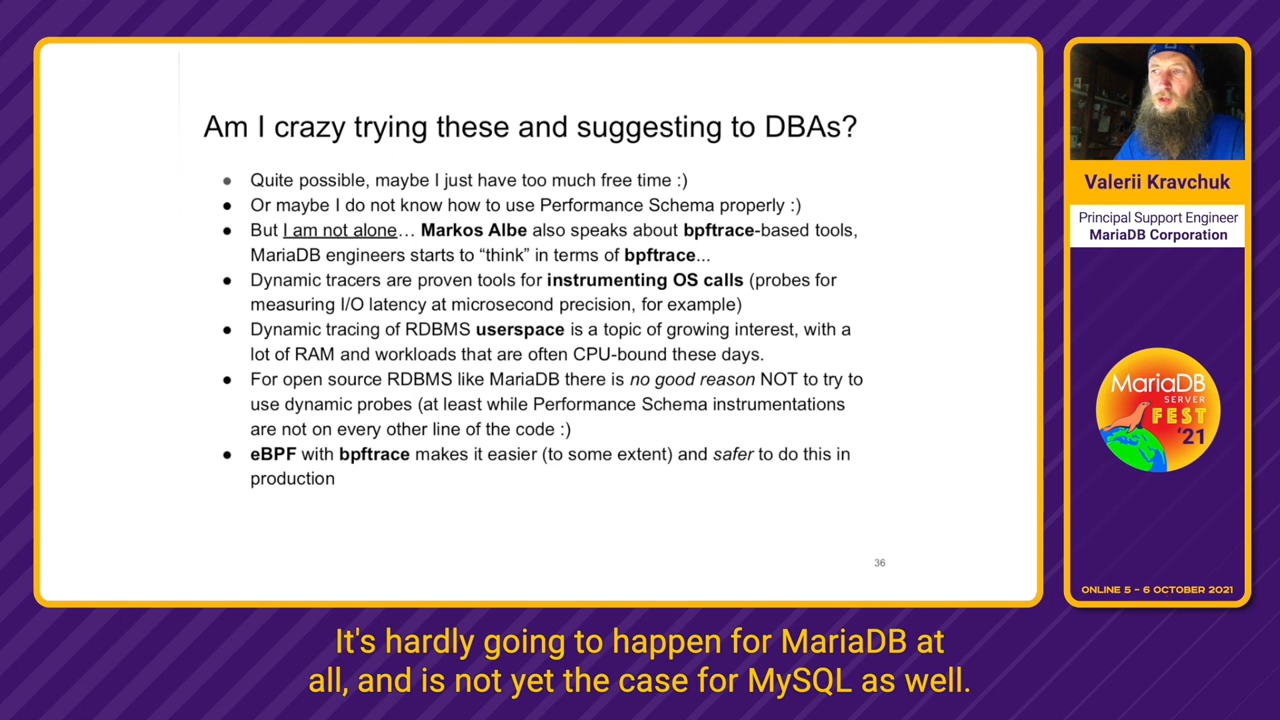 Am I crazy trying these and suggesting to DBAs?
● Quite possible, maybe I just have too much free time :)
● Or maybe I do not know how to use Performance Schema properly :)
● But I am not alone… Markos Albe also speaks about bpftrace-based tools,
MariaDB engineers starts to “think” in terms of bpftrace...
● Dynamic tracers are proven tools for instrumenting OS calls (probes for
measuring I/O latency at microsecond precision, for example)
● Dynamic tracing of RDBMS userspace is a topic of growing interest, with a
lot of RAM and workloads that are often CPU-bound these days.
● For open source RDBMS like MariaDB there is no good reason NOT to try to
use dynamic probes (at least while Performance Schema instrumentations
are not on every other line of the code :)
● eBPF with bpftrace makes it easier (to some extent) and safer to do this in
production
36
Valerii Kravchuk
Principal Support Engineer
MariaDB Corporation
MariaDB
SERVER
FEST
'21
ONLINE 5 – 6 OCTOBER 2021
It's hardly going to happen for MariaDB at
all, and is not yet the case for MySQL as well.